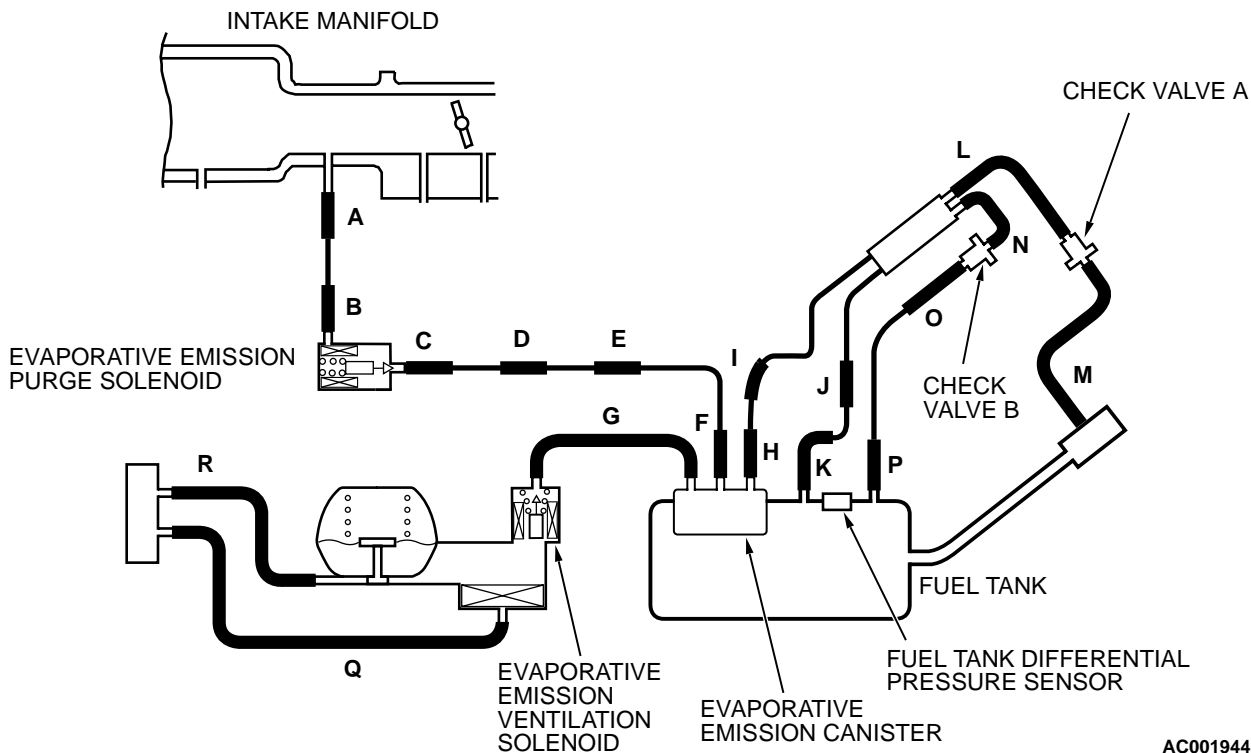 INTAKE MANIFOLD
CHECK VALVE A
L
A
N
B
O
EVAPORATIVE EMISSION
PURGE SOLENOID
C
D
E
I
J
CHECK
VALVE B
M
G
F
H
K
P
R
FUEL TANK
Q
EVAPORATIVE
EMISSION
VENTILATION
SOLENOID
EVAPORATIVE
EMISSION CANISTER
FUEL TANK DIFFERENTIAL
PRESSURE SENSOR
AC001944